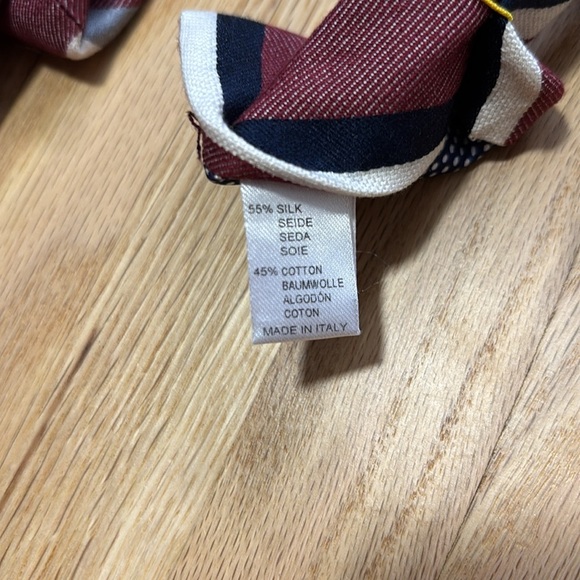 55% SILK
SEIDE
SEDA
SOIE
45% COTTON
BAUMWOLLE
ALGODÓN
COTON
MADE IN ITALY